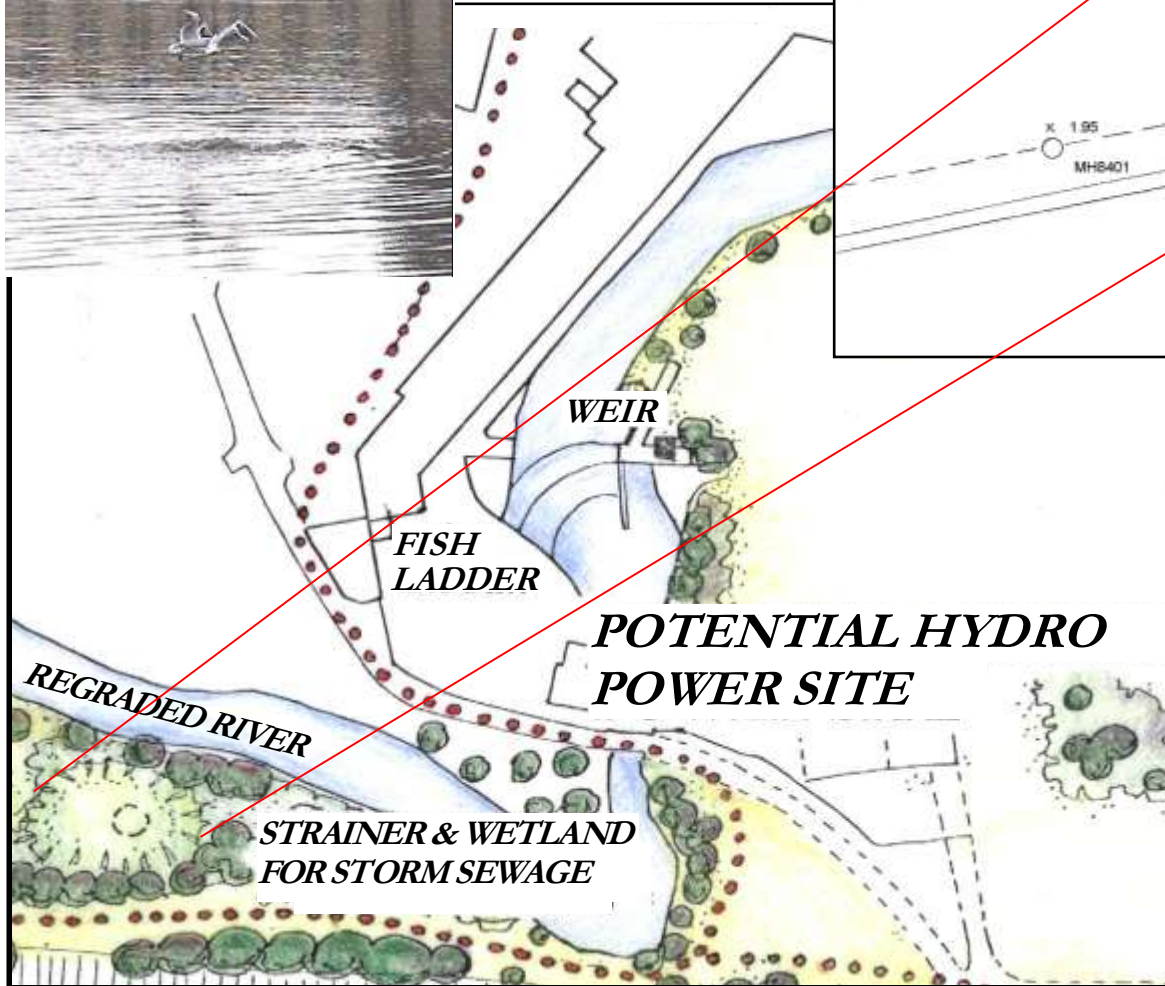 x 1.95
MH8401
WEIR
FISH
LADDER
POTENTIAL HYDRO
POWER SITE
REGRADED RIVER
STRAINER & WETLAND
FOR STORM SEWAGE